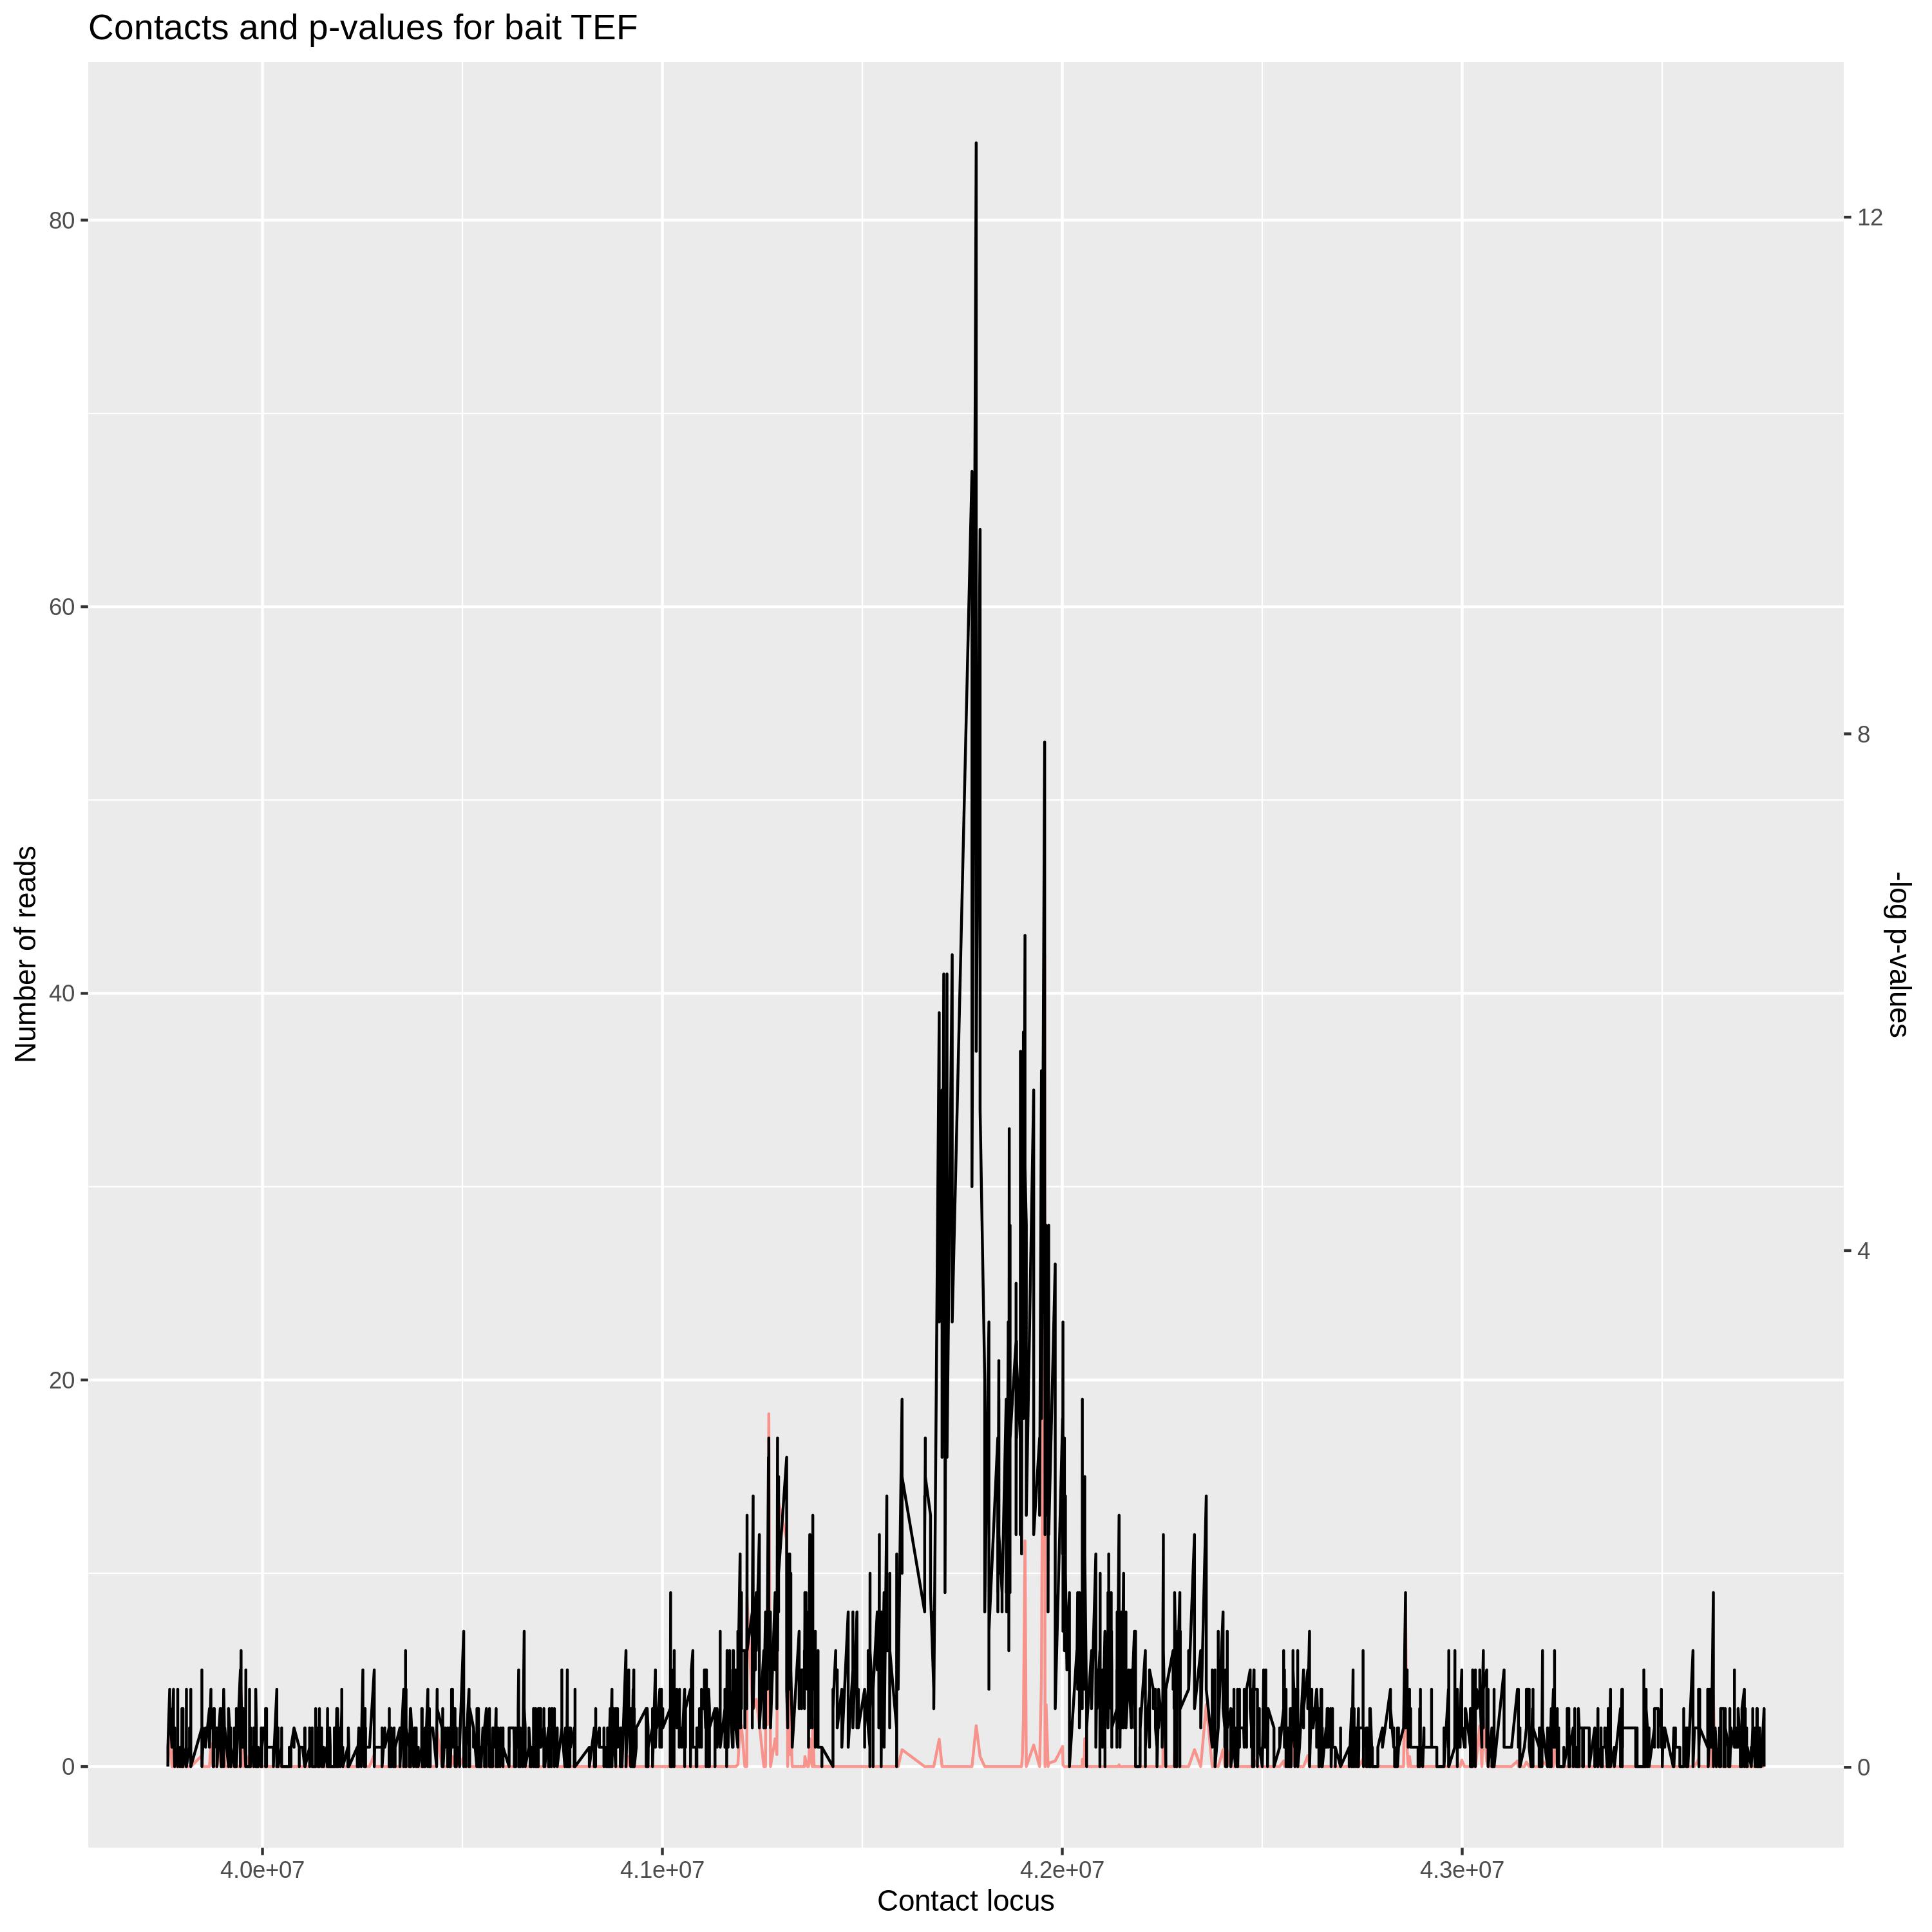 Contacts and p-values for bait TEF
80
60
40
20
0
12
8
4
0
Number of reads
-log p-values
4.0e+07
4.1e+07
4.2e+07
4.3e+07
Contact locus